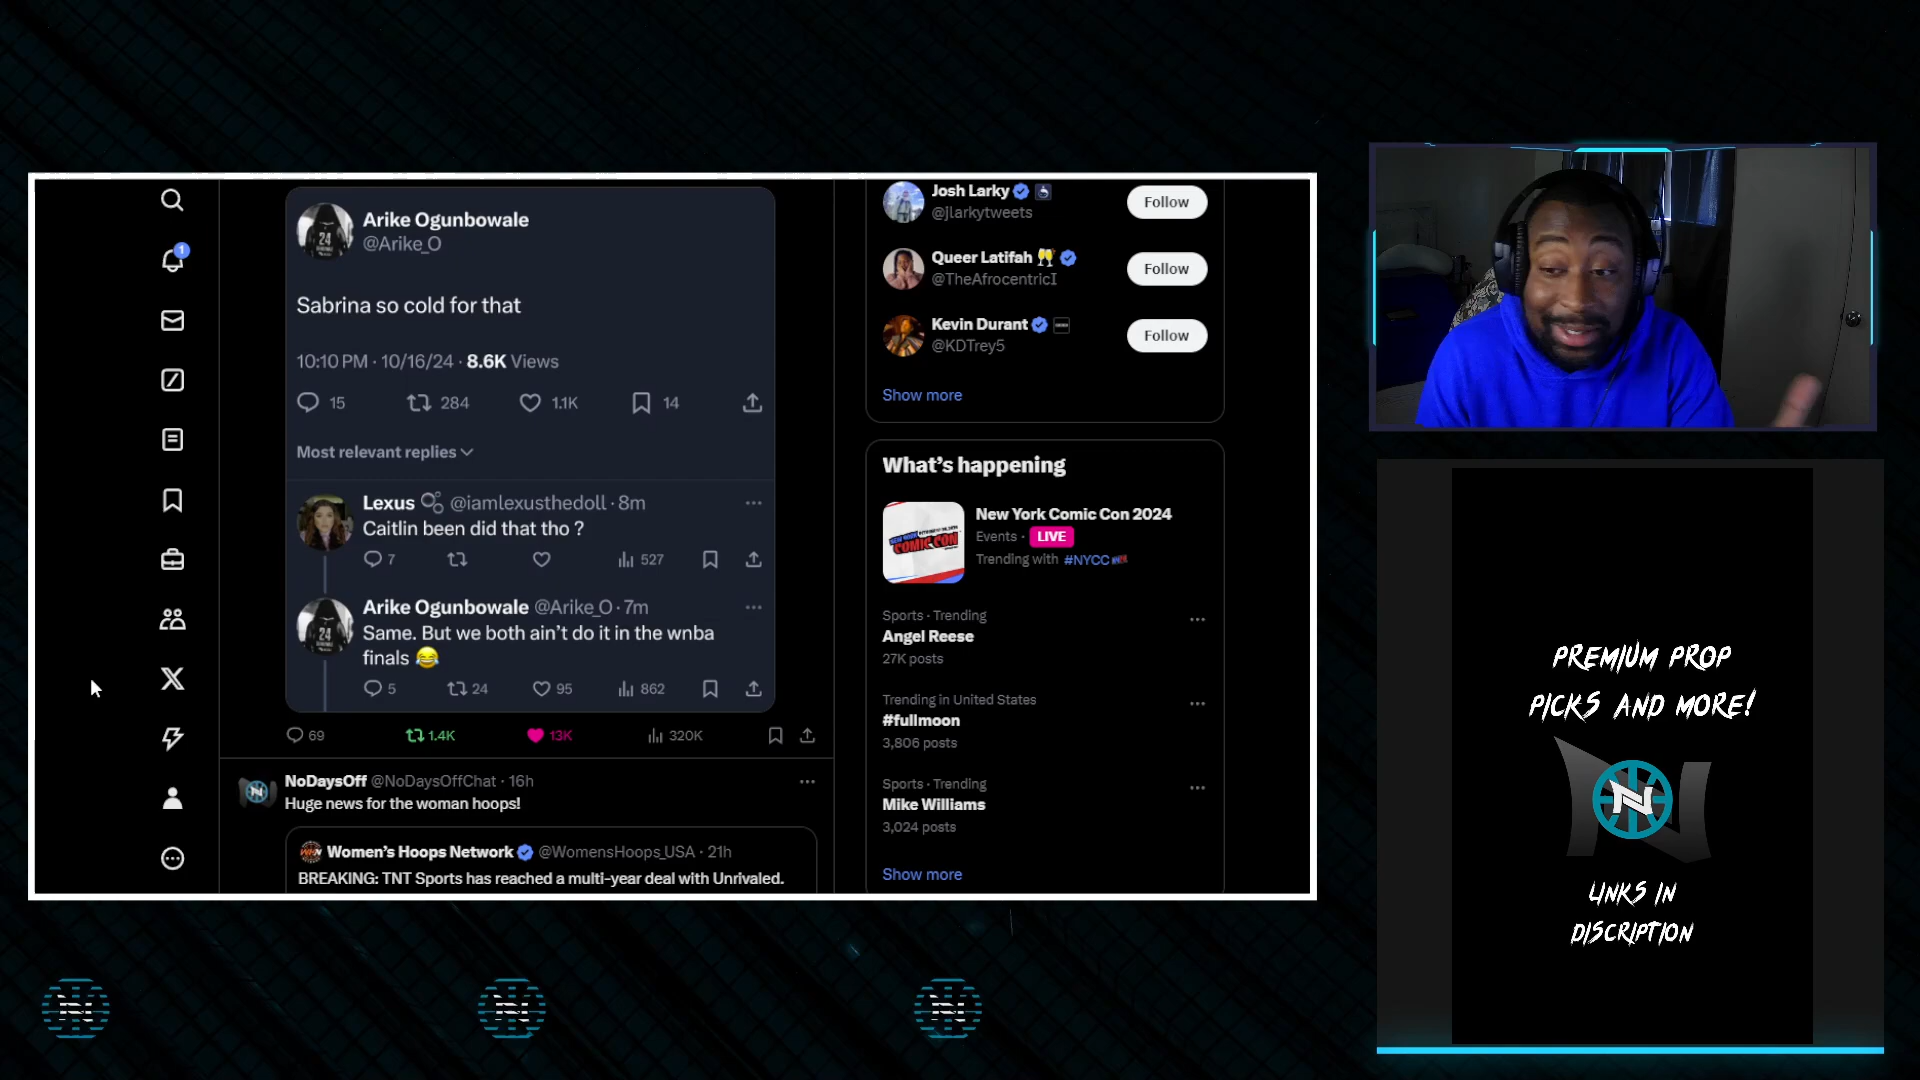 Arike Ogunbowale
@Arike_O
Sabrina so cold for that
10:10 PM · 10/16/24 · 8.6K Views
15 284 1.1K 14
Most relevant replies
Lexus @iamlexusthedoll · 8m
Caitlin been did that tho ?
7 527
Arike Ogunbowale @Arike_O · 7m
Same. But we both ain't do it in the wnba
finals 😂
5 24 95 862
69 1.4K 13K 320K
NoDaysOff @NoDaysOffChat · 16h
Huge news for the woman hoops!
Women's Hoops Network @WomensHoops_USA · 21h
BREAKING: TNT Sports has reached a multi-year deal with Unrivaled.
1
24
Josh Larky
@jlarkytweets
Follow
Queer Latifah 🥂
@TheAfrocentricI
Follow
Kevin Durant
@KDTrey5
Follow
Show more
What's happening
New York Comic Con 2024
Events · LIVE
Trending with #NYCC
COMIC CON
Sports · Trending
Angel Reese
27K posts
Trending in United States
#fullmoon
3,806 posts
Sports · Trending
Mike Williams
3,024 posts
Show more
PREMIUM PROP
PICKS AND MORE!
N
LINKS IN
DISCRIPTION